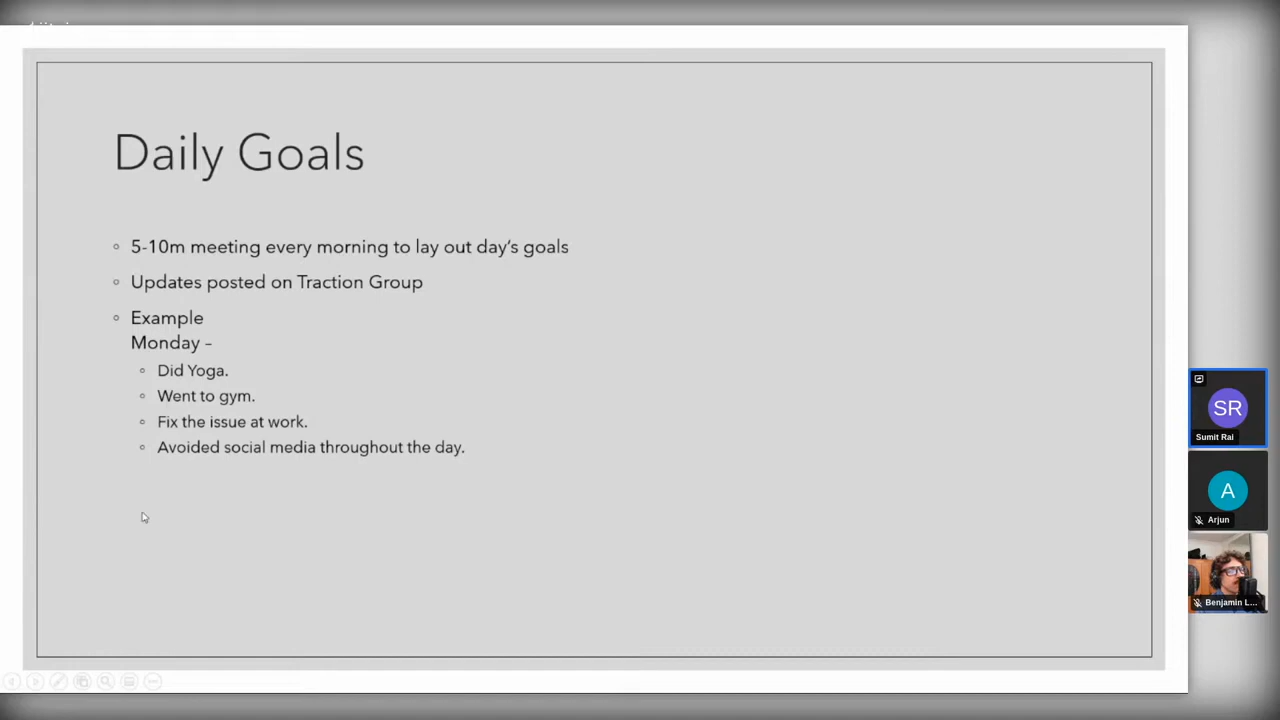 Daily Goals
5-10m meeting every morning to lay out day's goals
Updates posted on Traction Group
Example
Monday –
Did Yoga.
Went to gym.
Fix the issue at work.
Avoided social media throughout the day.
SR
Sumit Rai
A
Arjun
Benjamin L...